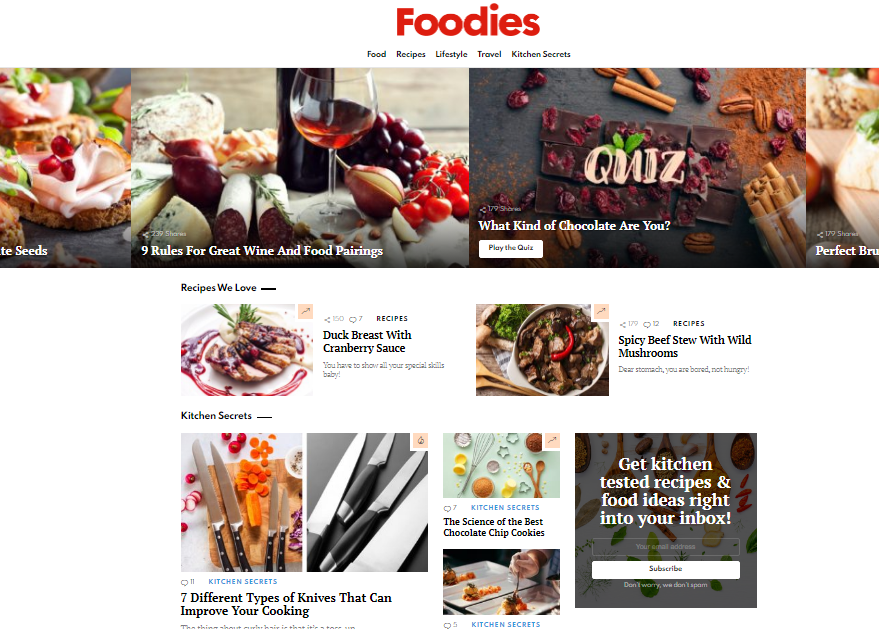 Foodies
Food Recipes Lifestyle Travel Kitchen Secrets
te Seeds
239 Shares
9 Rules For Great Wine And Food Pairings
QUIZ
179 Shares
What Kind of Chocolate Are You?
Play the Quiz
179 Shares
Perfect Bru
Recipes We Love
150 7 RECIPES
Duck Breast With
Cranberry Sauce
You have to show all your special skills
baby!
179 12 RECIPES
Spicy Beef Stew With Wild
Mushrooms
Dear stomach, you are bored, not hungry!
Kitchen Secrets
11 KITCHEN SECRETS
7 Different Types of Knives That Can
Improve Your Cooking
The thing about curly hair is that it's a toss-up
7 KITCHEN SECRETS
The Science of the Best
Chocolate Chip Cookies
5 KITCHEN SECRETS
Get kitchen
tested recipes &
food ideas right
into your inbox!
Your email address
Subscribe
Don't worry, we don't spam